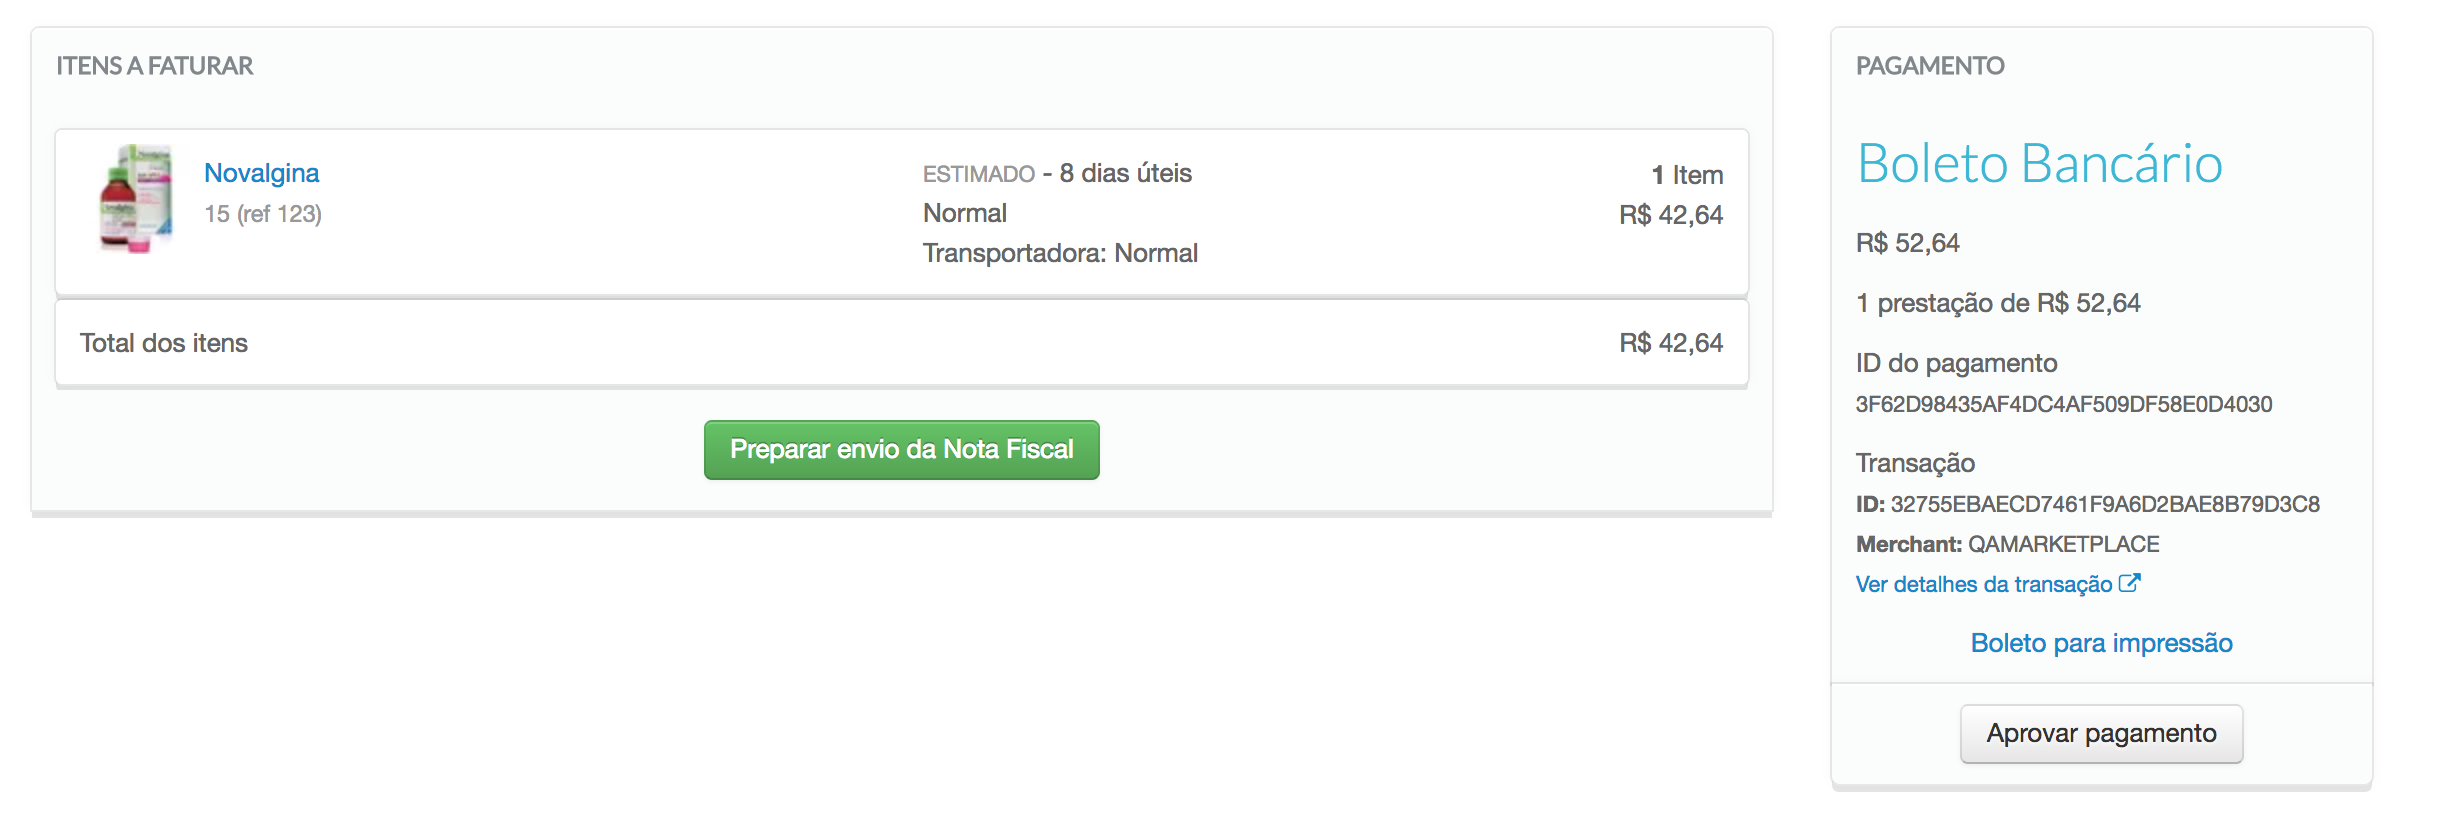 ITENS A FATURAR
Novalgina
15 (ref 123)
ESTIMADO - 8 dias úteis
Normal
Transportadora: Normal
1 Item
R$ 42,64
Total dos itens
R$ 42,64
Preparar envio da Nota Fiscal
PAGAMENTO
Boleto Bancário
R$ 52,64
1 prestação de R$ 52,64
ID do pagamento
3F62D98435AF4DC4AF509DF58E0D4030
Transação
ID: 32755EBAECD7461F9A6D2BAE8B79D3C8
Merchant: QAMARKETPLACE
Ver detalhes da transação
Boleto para impressão
Aprovar pagamento